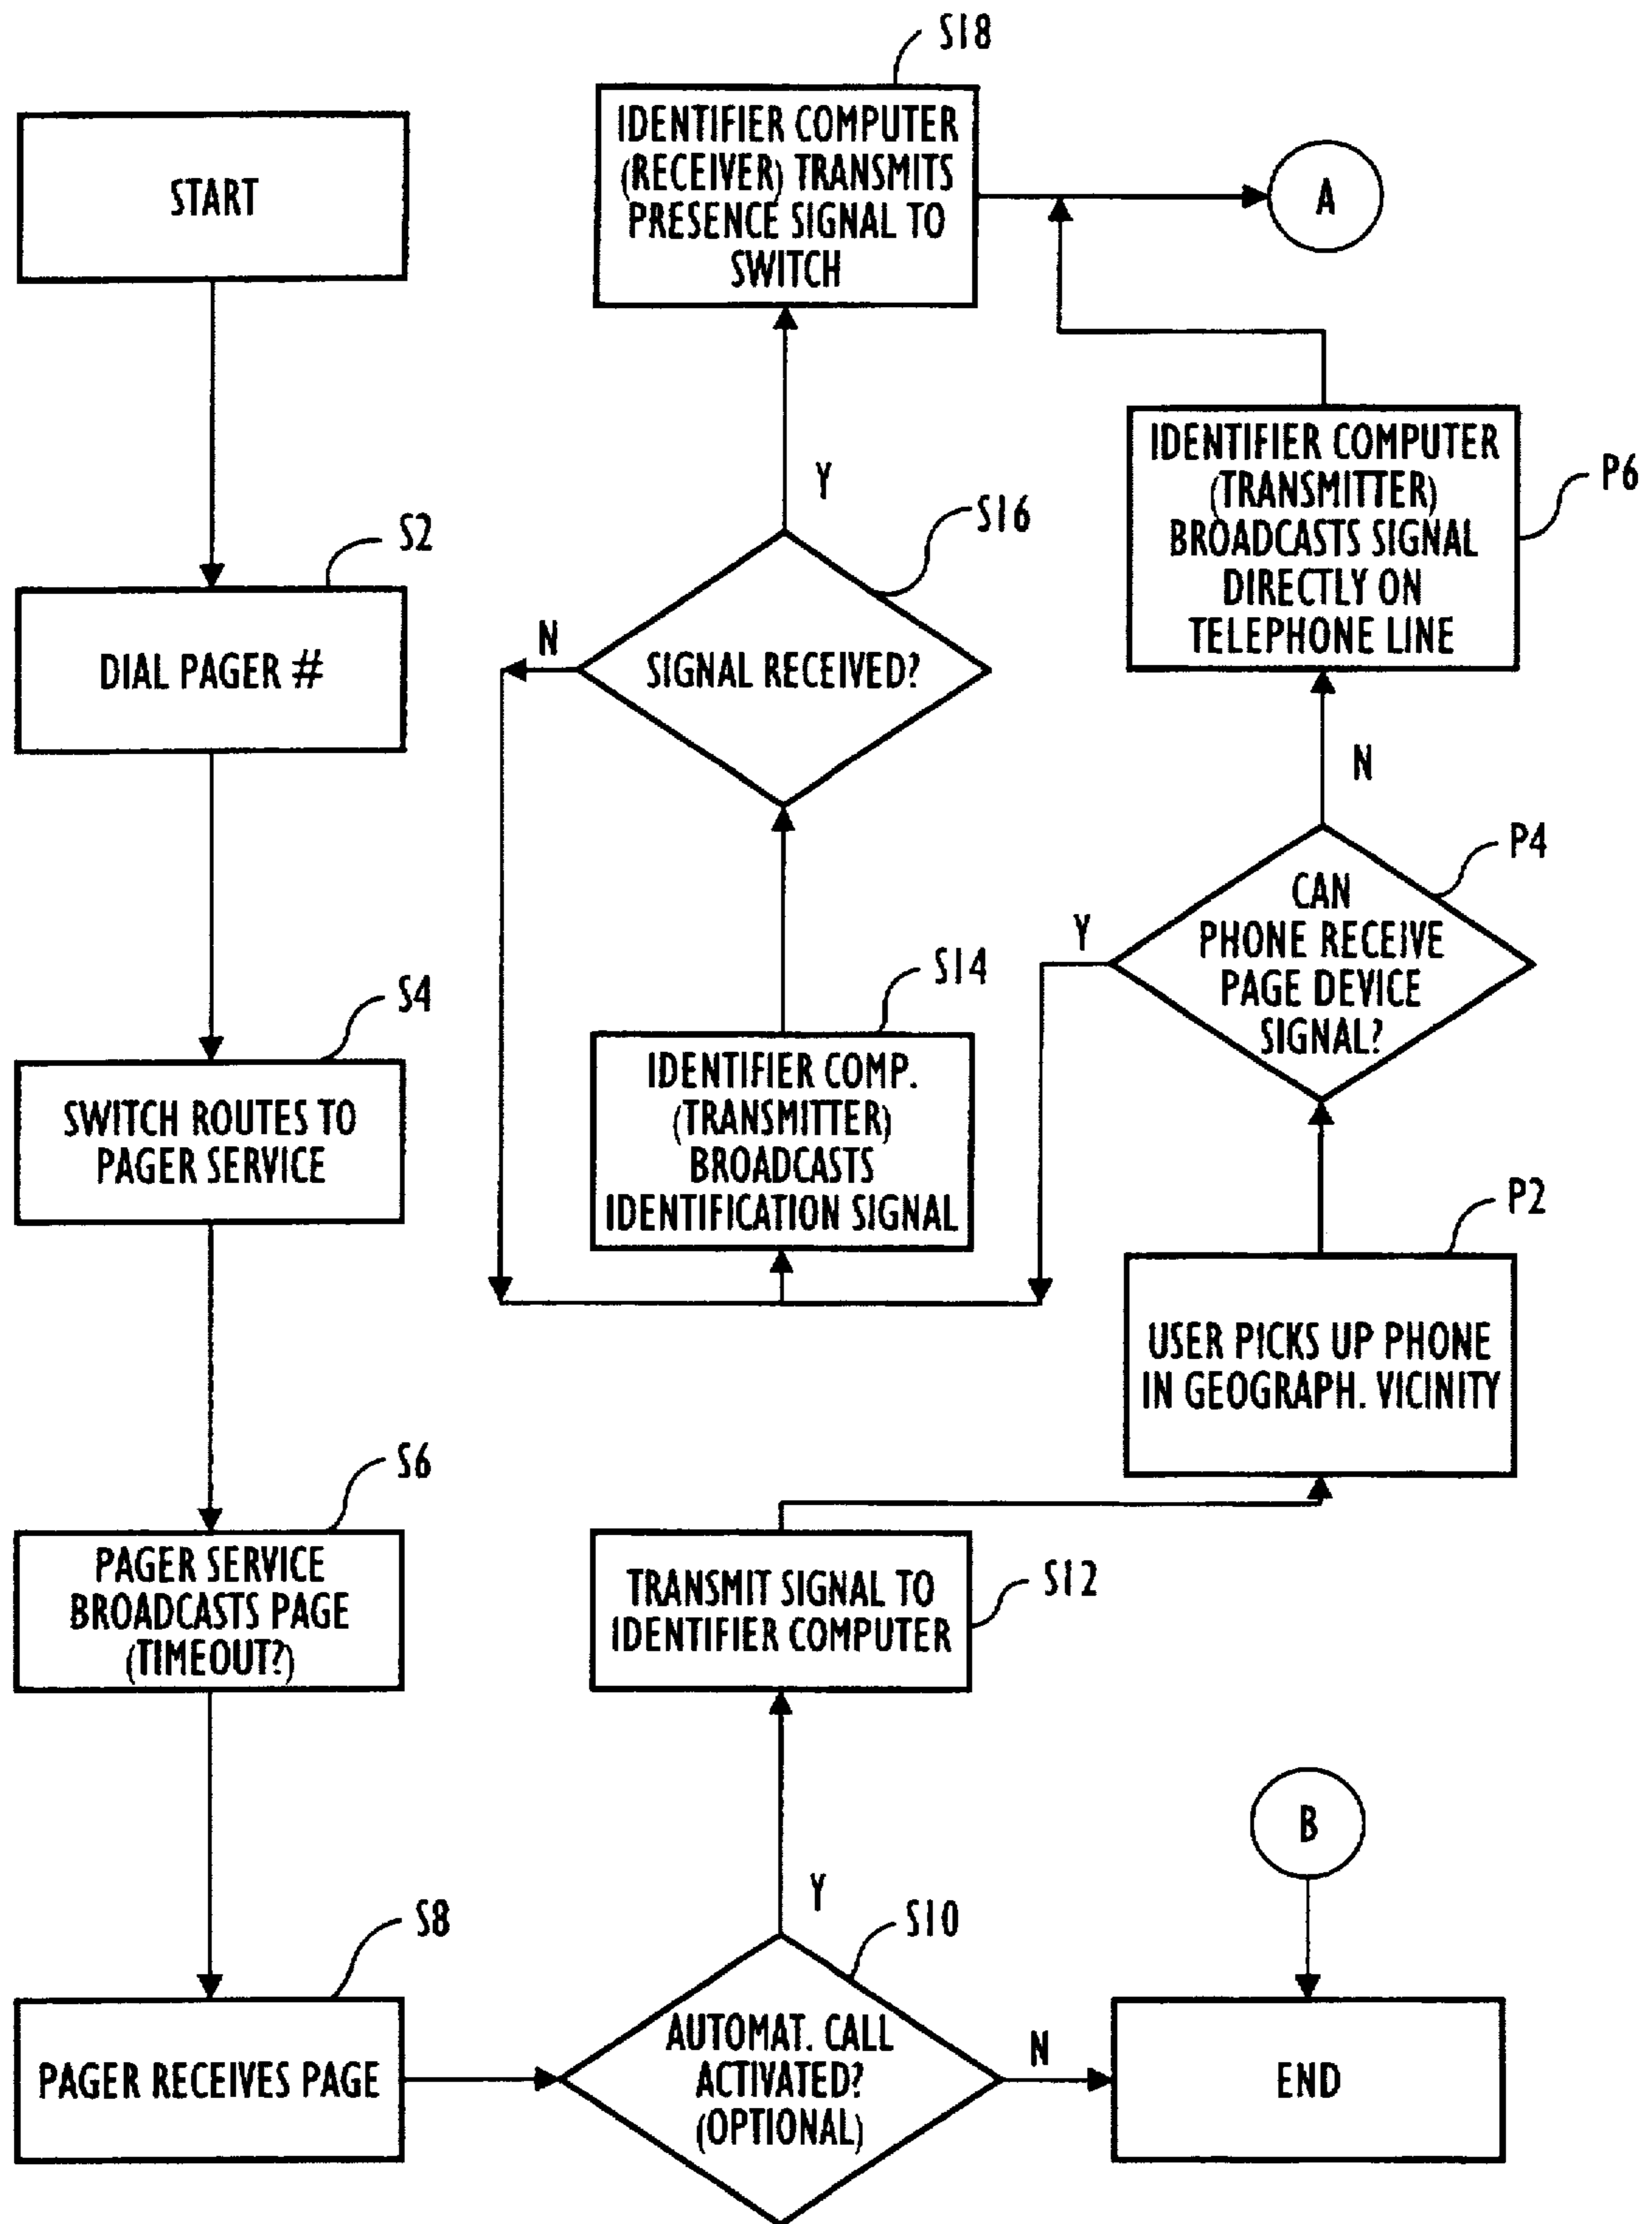 START
S2
DIAL PAGER #
S4
SWITCH ROUTES TO
PAGER SERVICE
S6
PAGER SERVICE
BROADCASTS PAGE
(TIMEOUT?)
S8
PAGER RECEIVES PAGE
S18
IDENTIFIER COMPUTER
(RECEIVER) TRANSMITS
PRESENCE SIGNAL TO
SWITCH
Y
S16
N
SIGNAL RECEIVED?
S14
IDENTIFIER COMP.
(TRANSMITTER)
BROADCASTS
IDENTIFICATION SIGNAL
S12
TRANSMIT SIGNAL TO
IDENTIFIER COMPUTER
Y
S10
AUTOMAT. CALL
ACTIVATED?
(OPTIONAL)
N
A
IDENTIFIER COMPUTER
(TRANSMITTER)
BROADCASTS SIGNAL
DIRECTLY ON
TELEPHONE LINE
P6
N
P4
Y
CAN
PHONE RECEIVE
PAGE DEVICE
SIGNAL?
P2
USER PICKS UP PHONE
IN GEOGRAPH. VICINITY
B
END